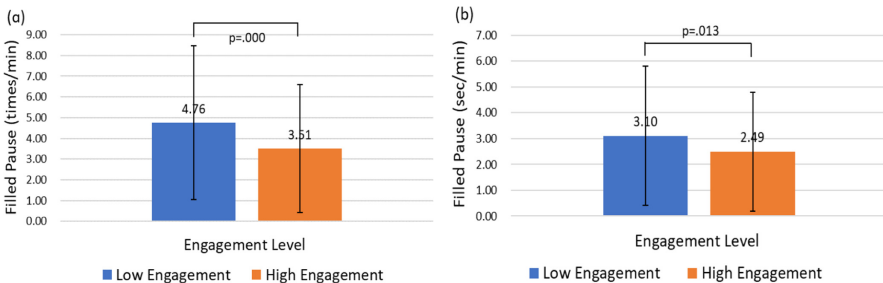 (a)
9.00
8.00
7.00
6.00
5.00
4.00
3.00
2.00
1.00
0.00
Filled Pause (times/min)
p=.000
4.76
3.51
Engagement Level
Low Engagement High Engagement
(b)
7.00
6.00
5.00
4.00
3.00
2.00
1.00
0.00
Filled Pause (sec/min)
p=.013
3.10
2.49
Engagement Level
Low Engagement High Engagement